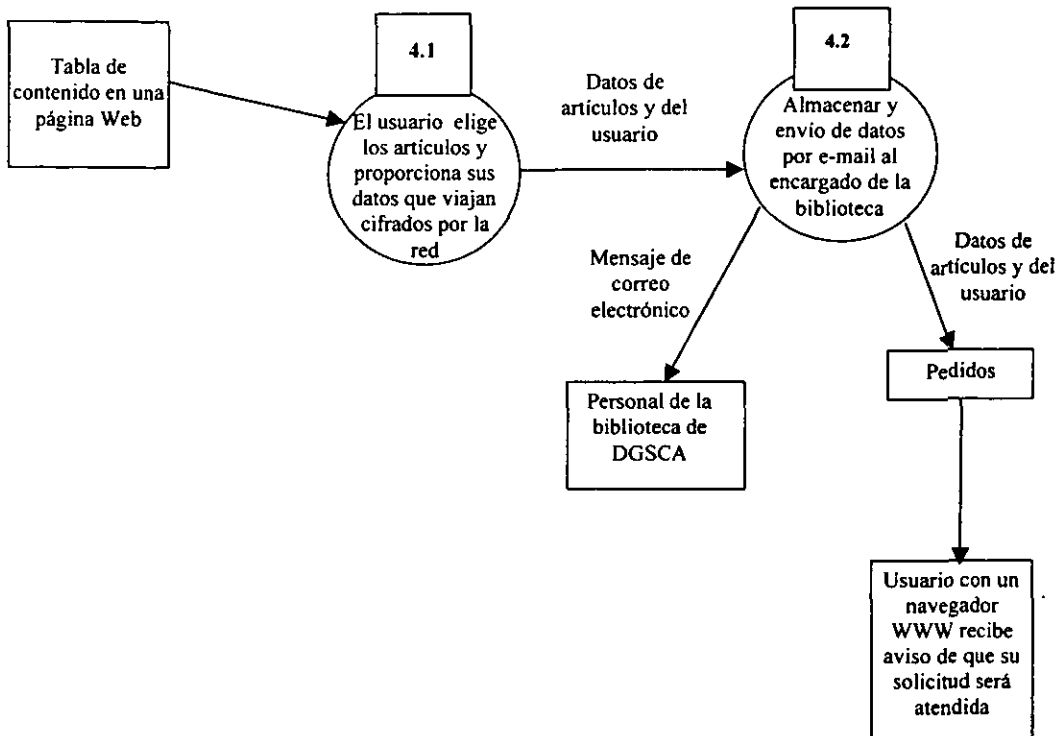 Tabla de
contenido en una
página Web
4.1
El usuario elige
los artículos y
proporciona sus
datos que viajan
cifrados por la
red
Datos de
artículos y del
usuario
4.2
Almacenar y
envío de datos
por e-mail al
encargado de la
biblioteca
Mensaje de
correo
electrónico
Datos de
artículos y del
usuario
Personal de la
biblioteca de
DGSCA
Pedidos
Usuario con un
navegador
WWW recibe
aviso de que su
solicitud será
atendida